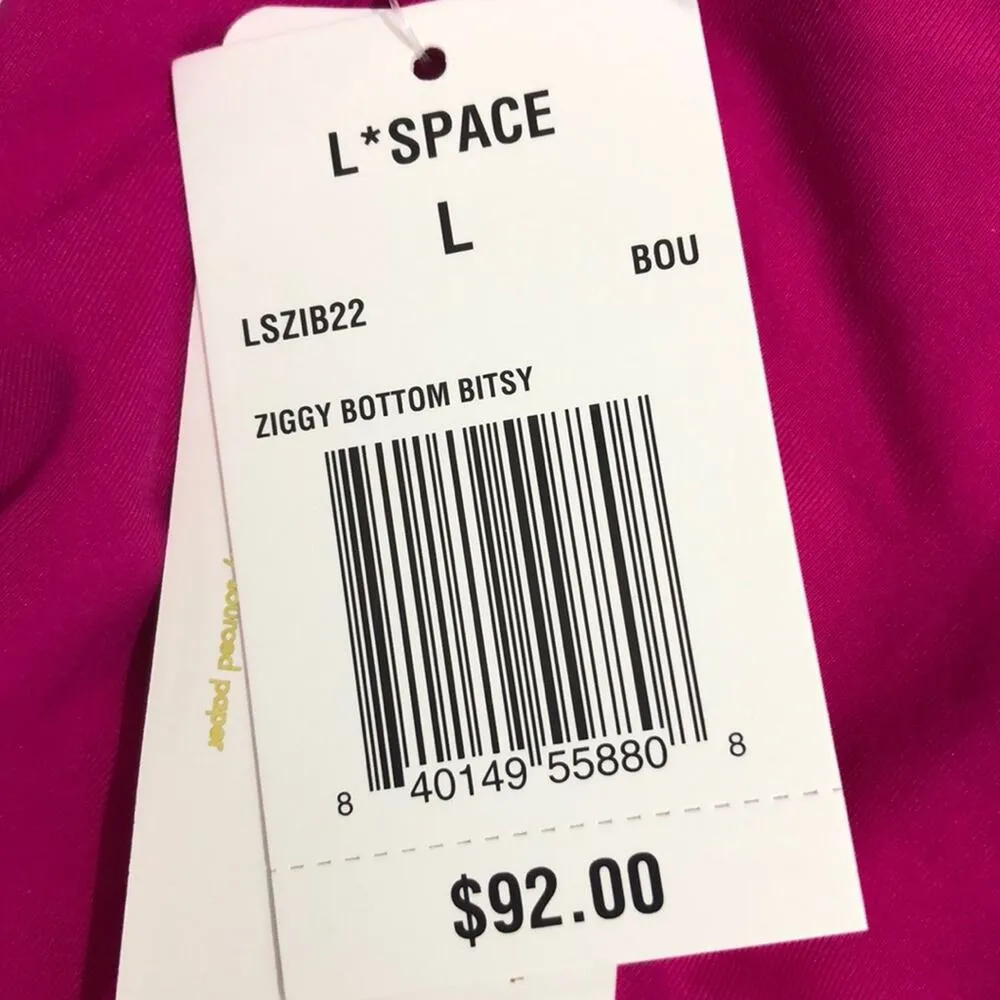 L*SPACE
L
BOU
LSZIB22
ZIGGY BOTTOM BITSY
8 40149 55880 8
$92.00
sourced paper